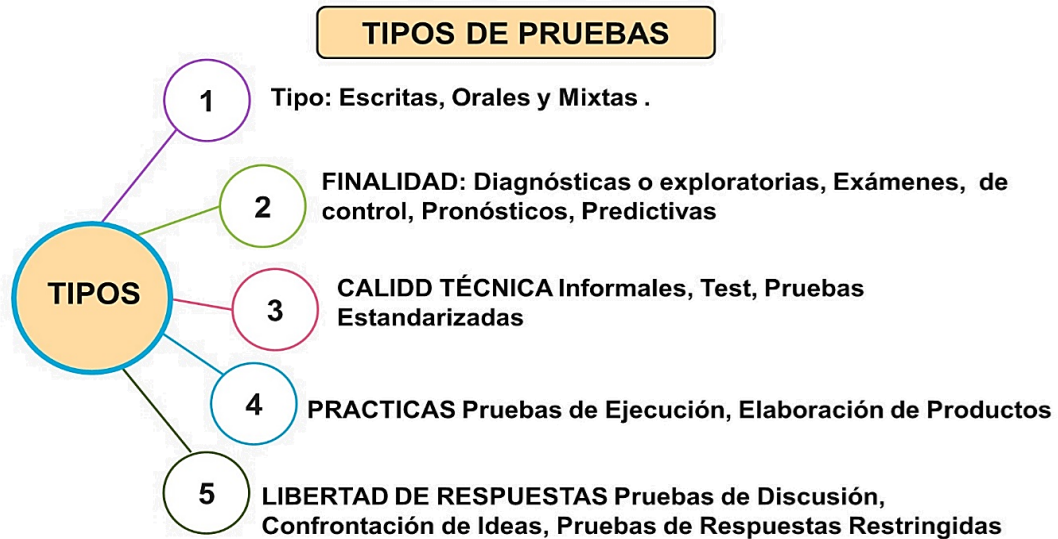 TIPOS DE PRUEBAS
1
Tipo: Escritas, Orales y Mixtas .
2
FINALIDAD: Diagnósticas o exploratorias, Exámenes, de
control, Pronósticos, Predictivas
TIPOS
3
CALIDD TÉCNICA Informales, Test, Pruebas
Estandarizadas
4
PRACTICAS Pruebas de Ejecución, Elaboración de Productos
5
LIBERTAD DE RESPUESTAS Pruebas de Discusión,
Confrontación de Ideas, Pruebas de Respuestas Restringidas